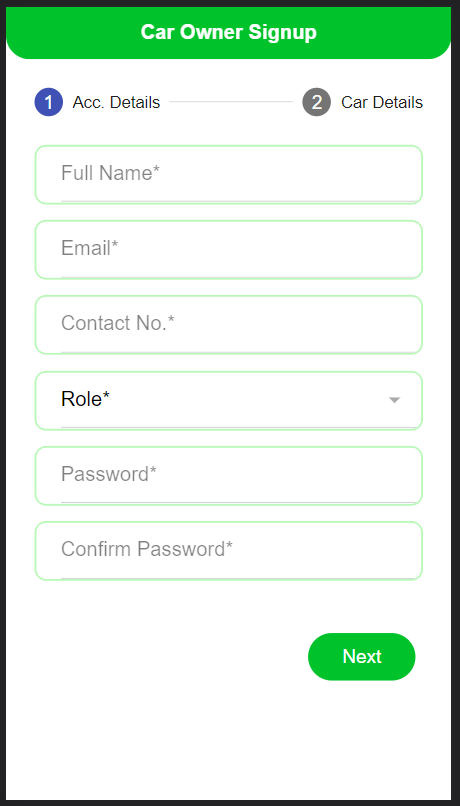 Car Owner Signup
1 Acc. Details 2 Car Details
Full Name*
Email*
Contact No.*
Role*
Password*
Confirm Password*
Next